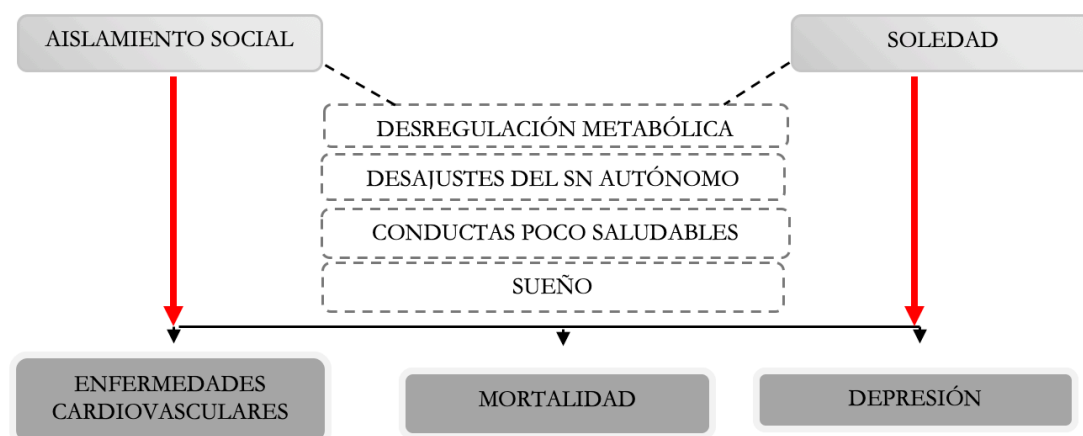 AISLAMIENTO SOCIAL
SOLEDAD
DESREGULACIÓN METABÓLICA
DESAJUSTES DEL SN AUTÓNOMO
CONDUCTAS POCO SALUDABLES
SUEÑO
ENFERMEDADES
CARDIOVASCULARES
MORTALIDAD
DEPRESIÓN